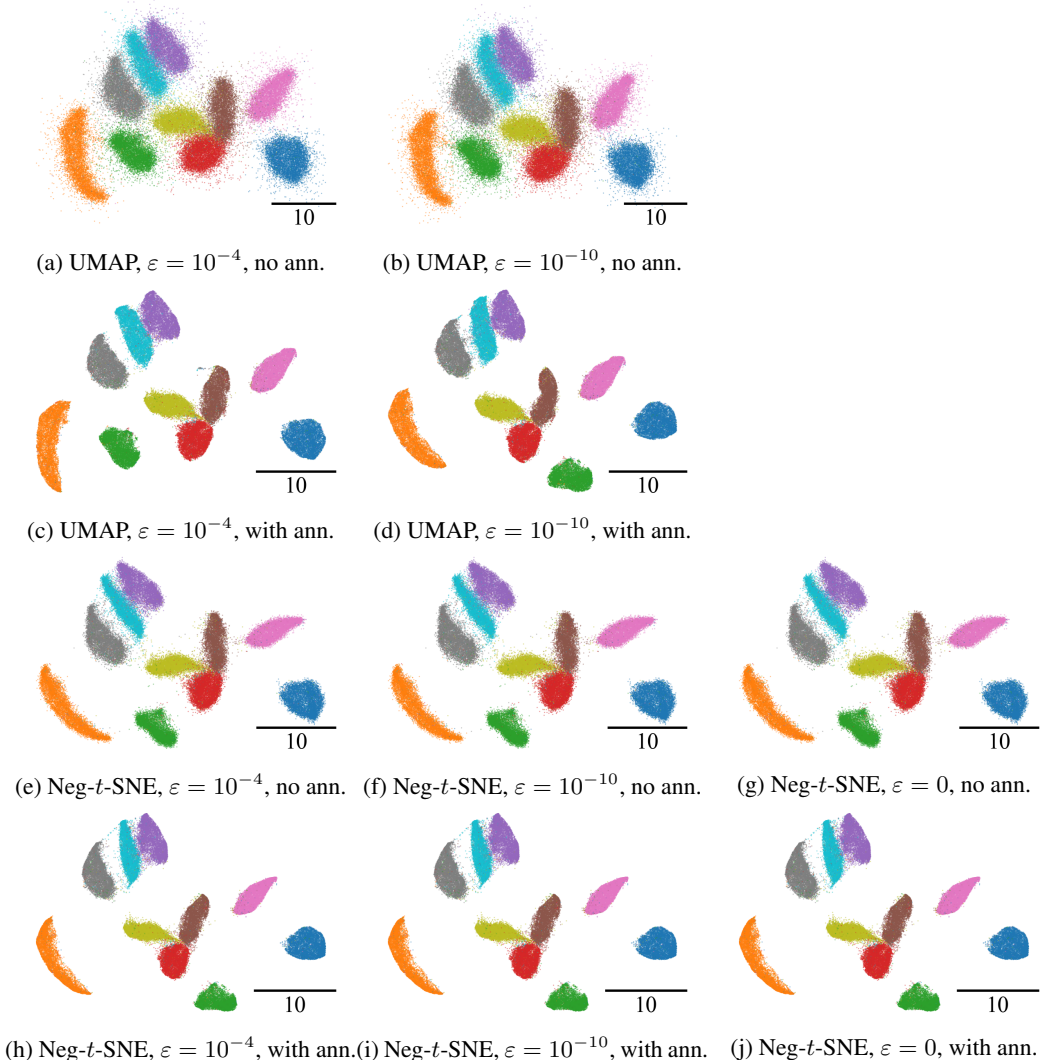 10 10
(a) UMAP, ε = 10⁻⁴, no ann. (b) UMAP, ε = 10⁻¹⁰, no ann.
10 10
(c) UMAP, ε = 10⁻⁴, with ann. (d) UMAP, ε = 10⁻¹⁰, with ann.
10 10 10
(e) Neg-t-SNE, ε = 10⁻⁴, no ann. (f) Neg-t-SNE, ε = 10⁻¹⁰, no ann. (g) Neg-t-SNE, ε = 0, no ann.
10 10 10
(h) Neg-t-SNE, ε = 10⁻⁴, with ann.(i) Neg-t-SNE, ε = 10⁻¹⁰, with ann. (j) Neg-t-SNE, ε = 0, with ann.